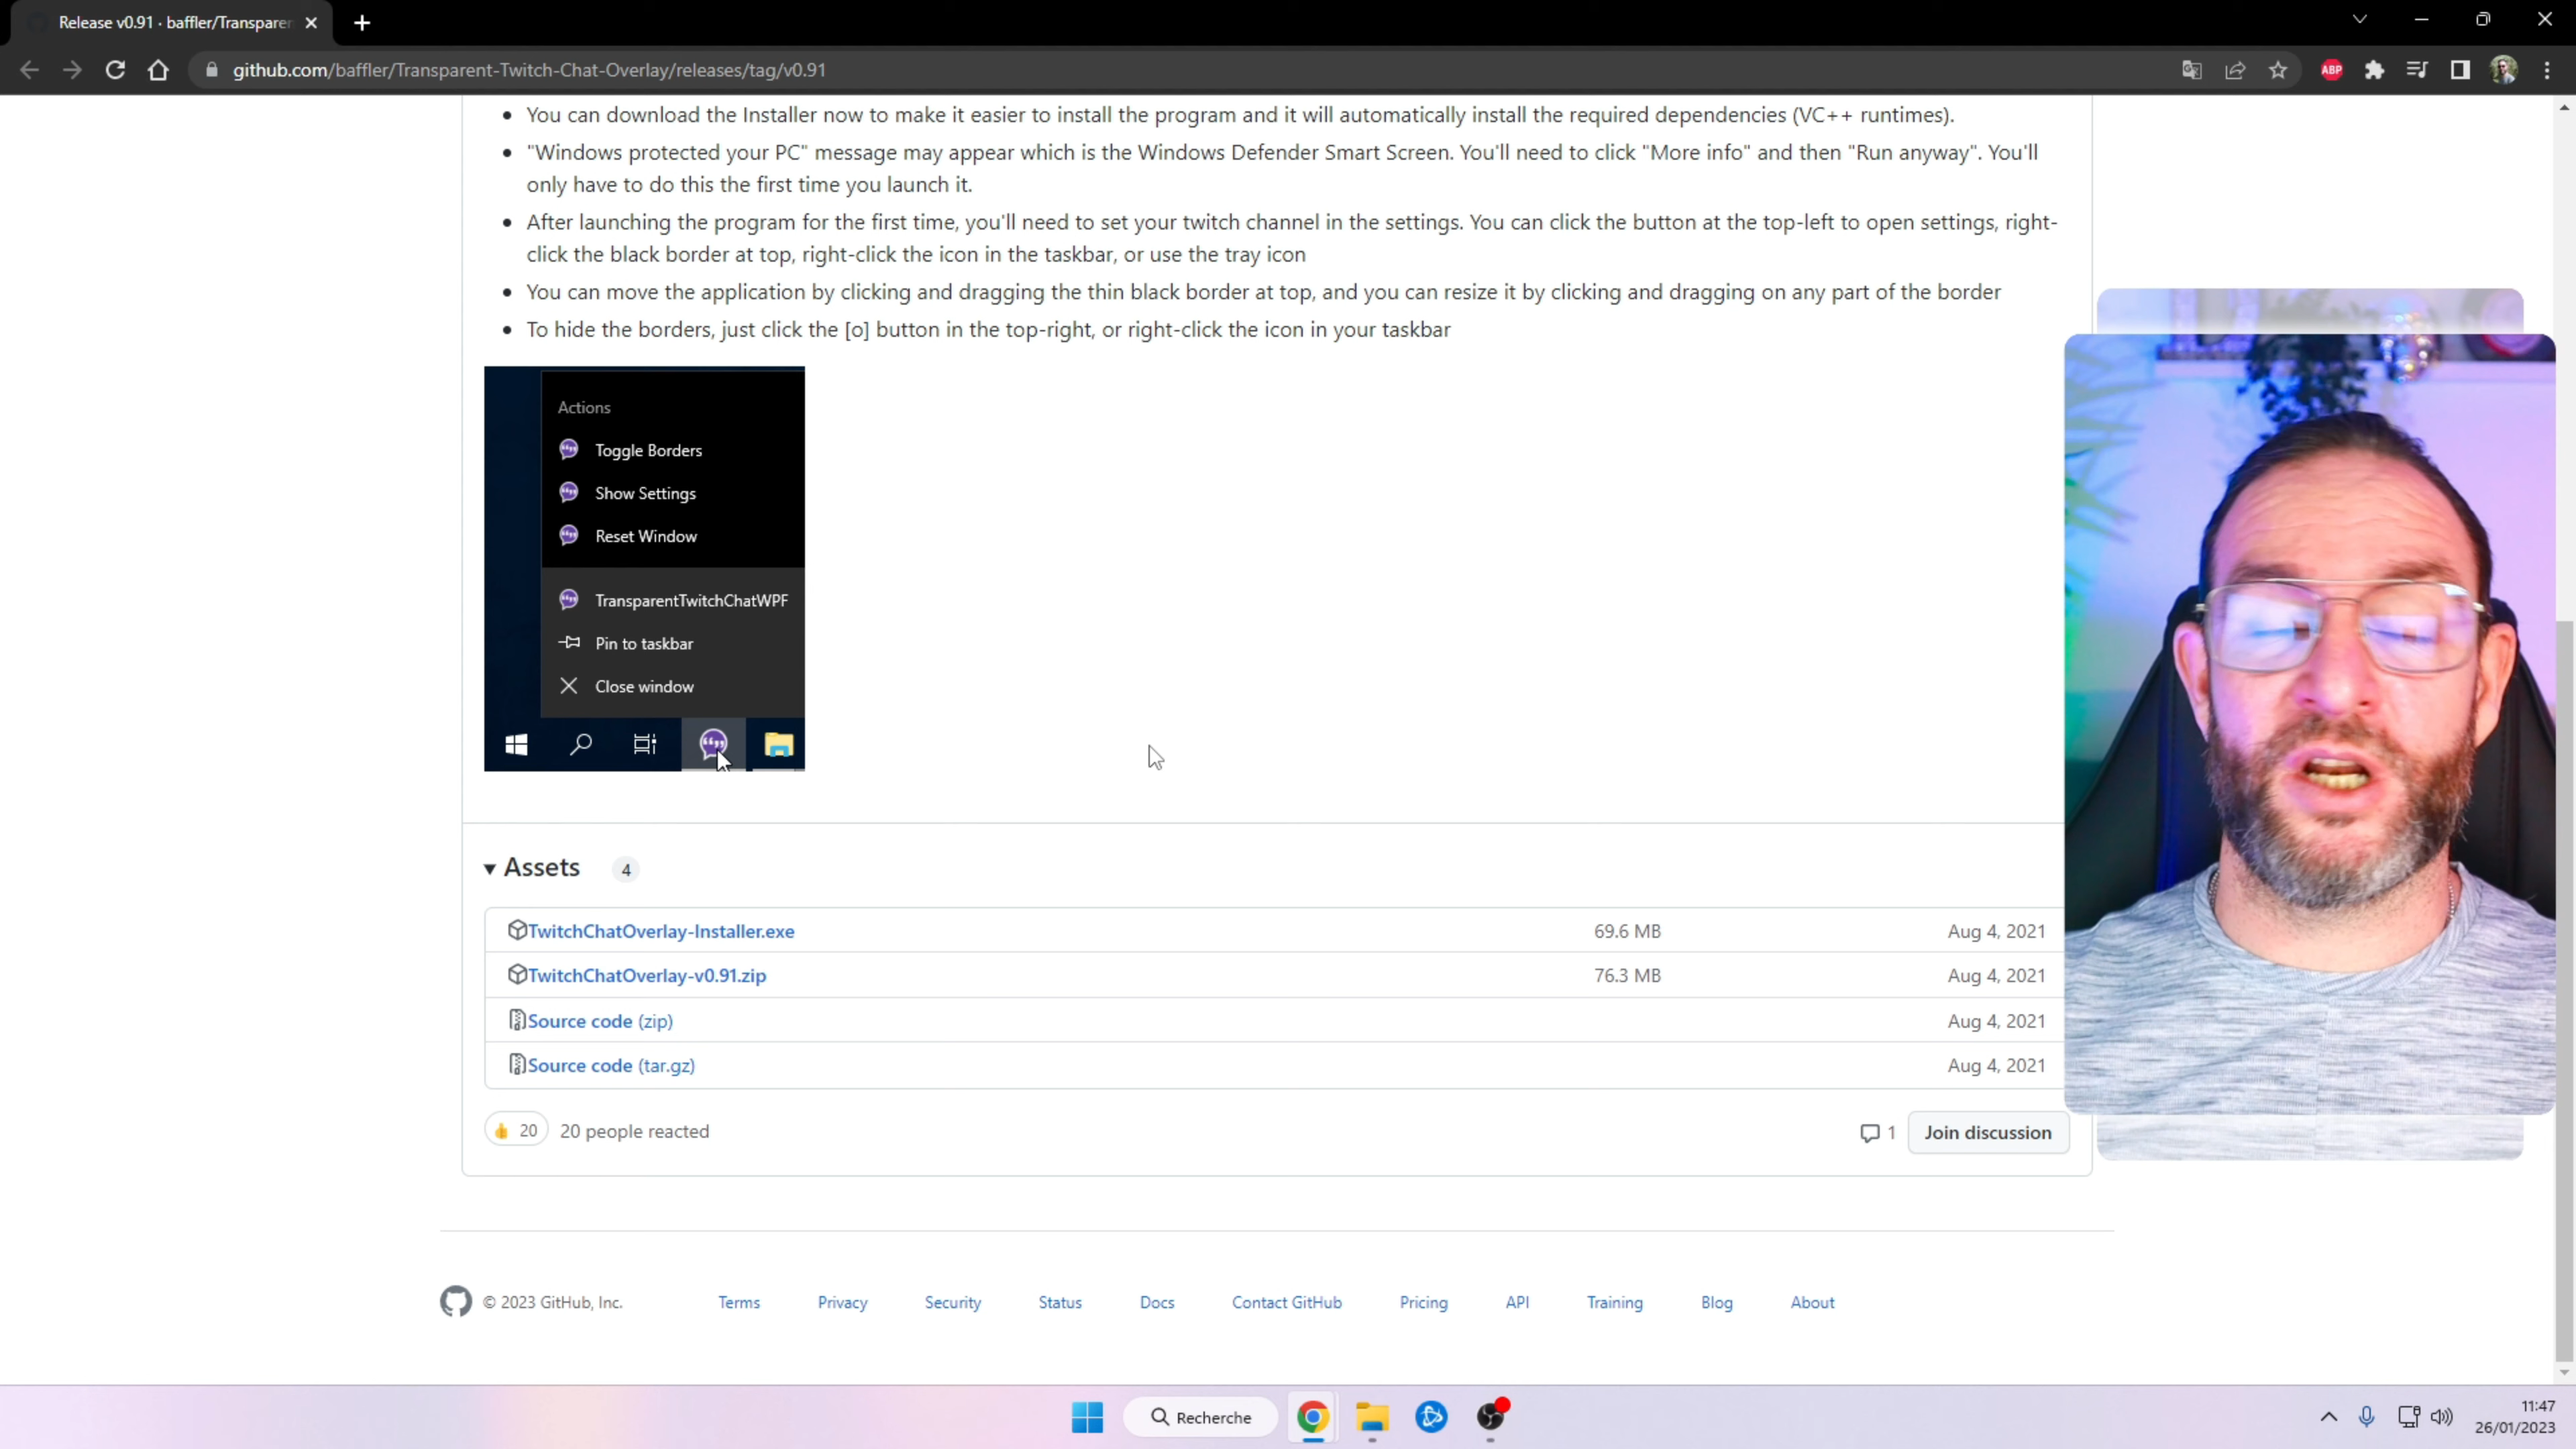 Release v0.91 · baffler/Transparen
github.com/baffler/Transparent-Twitch-Chat-Overlay/releases/tag/v0.91
ABP
You can download the Installer now to make it easier to install the program and it will automatically install the required dependencies (VC++ runtimes).
"Windows protected your PC" message may appear which is the Windows Defender Smart Screen. You'll need to click "More info" and then "Run anyway". You'll
only have to do this the first time you launch it.
After launching the program for the first time, you'll need to set your twitch channel in the settings. You can click the button at the top-left to open settings, right-
click the black border at top, right-click the icon in the taskbar, or use the tray icon
You can move the application by clicking and dragging the thin black border at top, and you can resize it by clicking and dragging on any part of the border
To hide the borders, just click the [o] button in the top-right, or right-click the icon in your taskbar
Actions
Toggle Borders
Show Settings
Reset Window
TransparentTwitchChatWPF
Pin to taskbar
Close window
Assets 4
TwitchChatOverlay-Installer.exe 69.6 MB Aug 4, 2021
TwitchChatOverlay-v0.91.zip 76.3 MB Aug 4, 2021
Source code (zip) Aug 4, 2021
Source code (tar.gz) Aug 4, 2021
👍 20 20 people reacted 1 Join discussion
© 2023 GitHub, Inc. Terms Privacy Security Status Docs Contact GitHub Pricing API Training Blog About
Recherche
11:47
26/01/2023